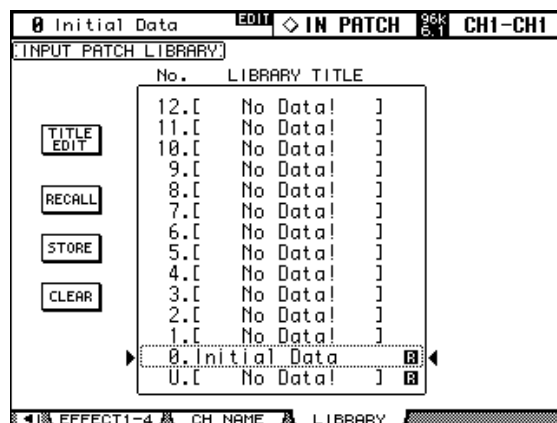 0 Initial Data EDIT ◇ IN PATCH 96k 6.1 CH1-CH1
INPUT PATCH LIBRARY
No. LIBRARY TITLE
12.[ No Data! ]
11.[ No Data! ]
10.[ No Data! ]
9.[ No Data! ]
8.[ No Data! ]
7.[ No Data! ]
6.[ No Data! ]
5.[ No Data! ]
4.[ No Data! ]
3.[ No Data! ]
2.[ No Data! ]
1.[ No Data! ]
0.Initial Data R
U.[ No Data! ] R
TITLE EDIT
RECALL
STORE
CLEAR
EFFECT1-4 CH NAME LIBRARY